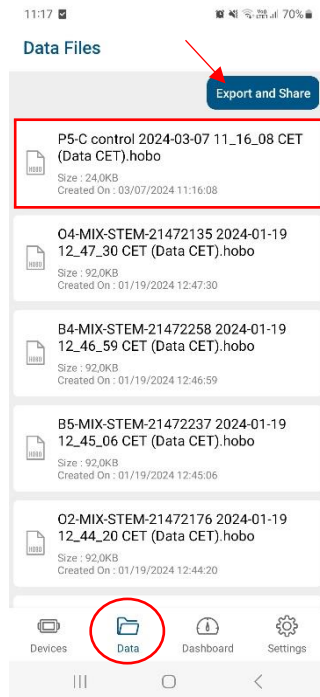 11:17 70%
Data Files
Export and Share
P5-C control 2024-03-07 11_16_08 CET
(Data CET).hobo
HOBO
Size : 24,0KB
Created On : 03/07/2024 11:16:08
O4-MIX-STEM-21472135 2024-01-19
12_47_30 CET (Data CET).hobo
HOBO
Size : 92,0KB
Created On : 01/19/2024 12:47:30
B4-MIX-STEM-21472258 2024-01-19
12_46_59 CET (Data CET).hobo
HOBO
Size : 92,0KB
Created On : 01/19/2024 12:46:59
B5-MIX-STEM-21472237 2024-01-19
12_45_06 CET (Data CET).hobo
HOBO
Size : 92,0KB
Created On : 01/19/2024 12:45:06
O2-MIX-STEM-21472176 2024-01-19
12_44_20 CET (Data CET).hobo
HOBO
Size : 92,0KB
Created On : 01/19/2024 12:44:20
Devices Data Dashboard Settings